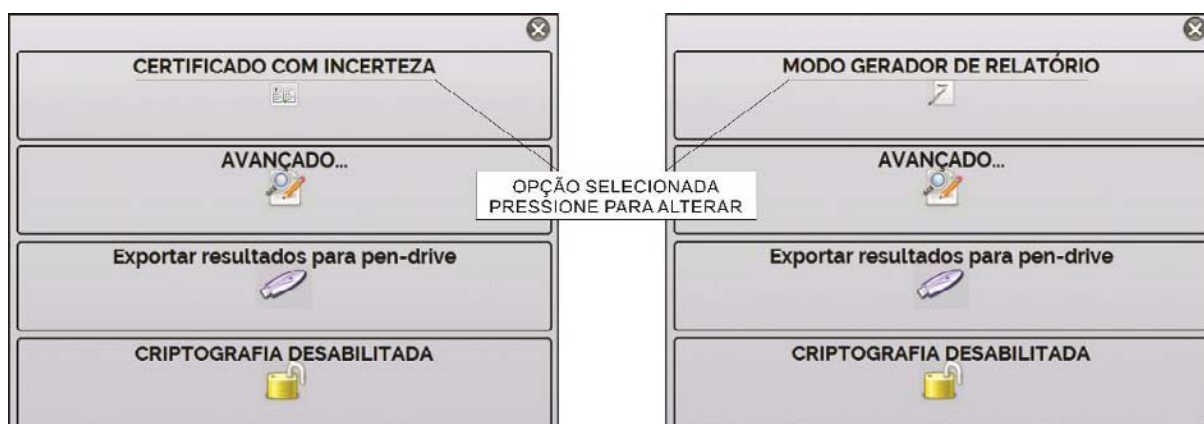 CERTIFICADO COM INCERTEZA
AVANÇADO...
Exportar resultados para pen-drive
CRIPTOGRAFIA DESABILITADA
OPÇÃO SELECIONADA
PRESSIONE PARA ALTERAR
MODO GERADOR DE RELATÓRIO
AVANÇADO...
Exportar resultados para pen-drive
CRIPTOGRAFIA DESABILITADA